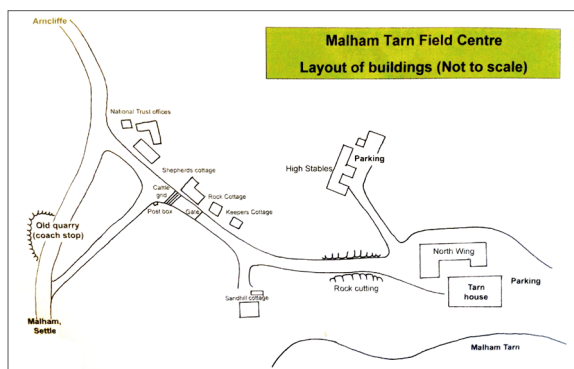 Arncliffe
Malham Tarn Field Centre
Layout of buildings (Not to scale)
National Trust offices
Parking
High Stables
Shepherds cottage
Cattle
grid
Rock Cottage
Post box
Gate
Keepers Cottage
Old quarry
(coach stop)
North Wing
Parking
Rock cutting
Tarn
house
Sandhill cottage
Malham,
Settle
Malham Tarn